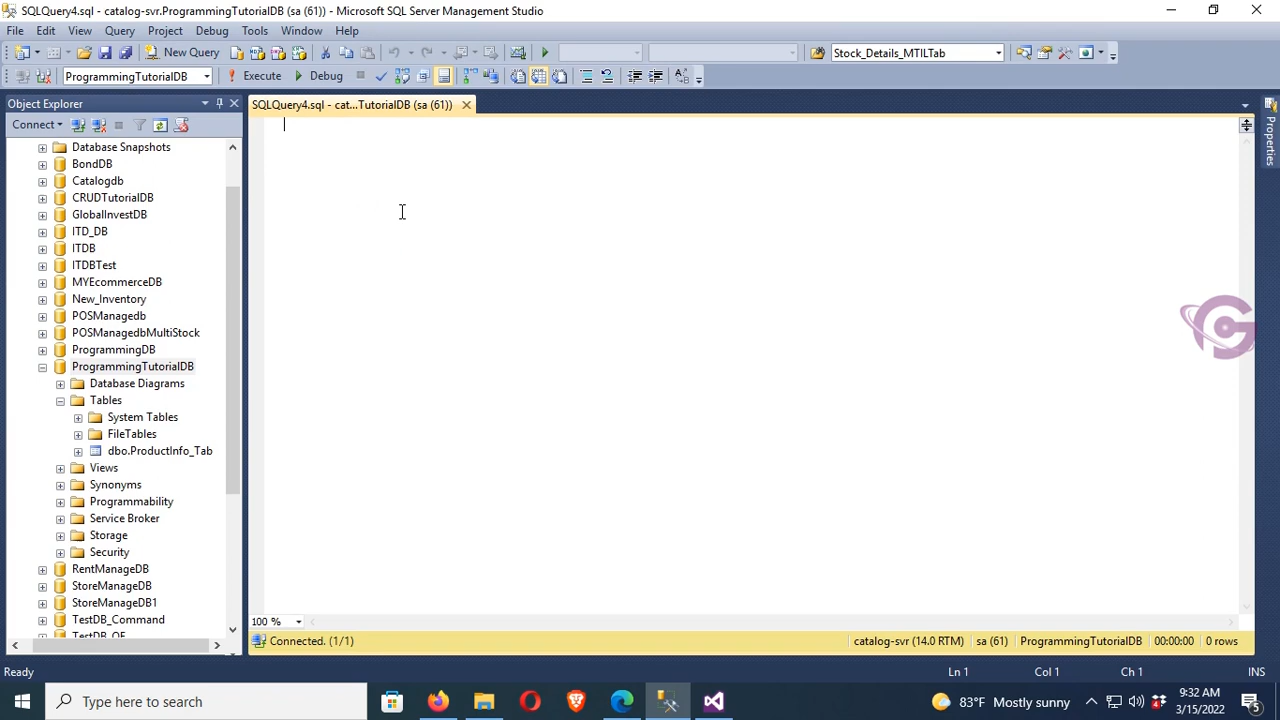 SQLQuery4.sql - catalog-svr.ProgrammingTutorialDB (sa (61)) - Microsoft SQL Server Management Studio
File Edit View Query Project Debug Tools Window Help
New Query
Stock_Details_MTILTab
ProgrammingTutorialDB
Execute
Debug
Object Explorer
SQLQuery4.sql - cat...TutorialDB (sa (61))
Properties
Connect
Database Snapshots
BondDB
Catalogdb
CRUDTutorialDB
GlobalInvestDB
ITD_DB
ITDB
ITDBTest
MYEcommerceDB
New_Inventory
POSManagedb
POSManagedbMultiStock
ProgrammingDB
ProgrammingTutorialDB
Database Diagrams
Tables
System Tables
FileTables
dbo.ProductInfo_Tab
Views
Synonyms
Programmability
Service Broker
Storage
Security
RentManageDB
StoreManageDB
StoreManageDB1
TestDB_Command
100 %
Connected. (1/1)
catalog-svr (14.0 RTM) sa (61) ProgrammingTutorialDB 00:00:00 0 rows
Ready
Ln 1 Col 1 Ch 1 INS
Type here to search
83°F Mostly sunny
9:32 AM
3/15/2022
5